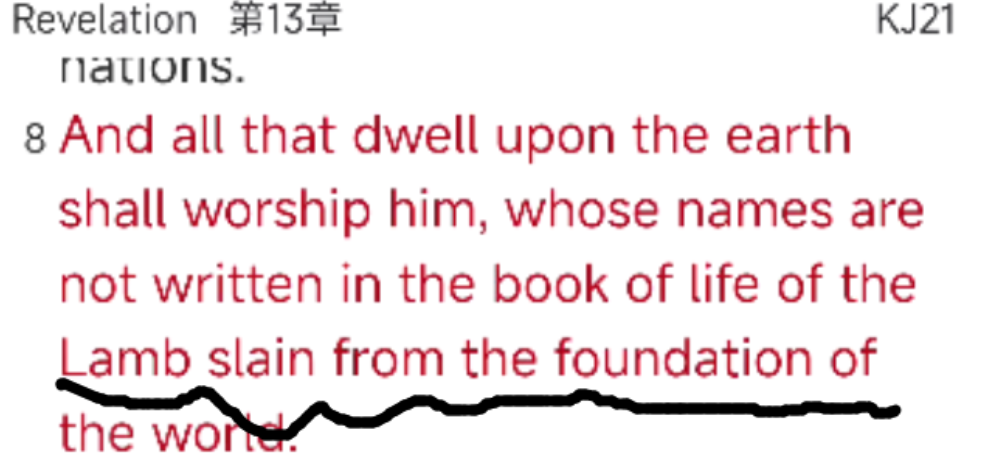 Revelation 第13章 KJ21
nations.
8 And all that dwell upon the earth
shall worship him, whose names are
not written in the book of life of the
Lamb slain from the foundation of
the world.